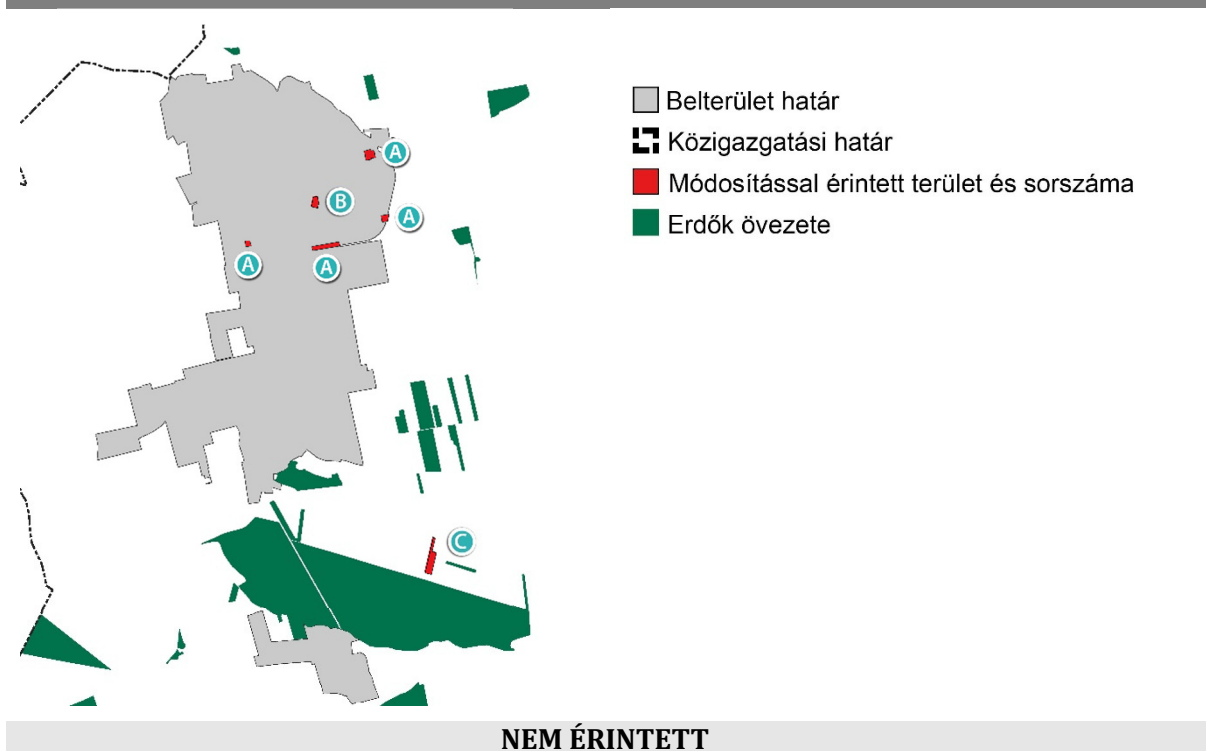 Belterület határ
Közigazgatási határ
Módosítással érintett terület és sorszáma
Erdők övezete
A
B
A
A
A
C
NEM ÉRINTETT